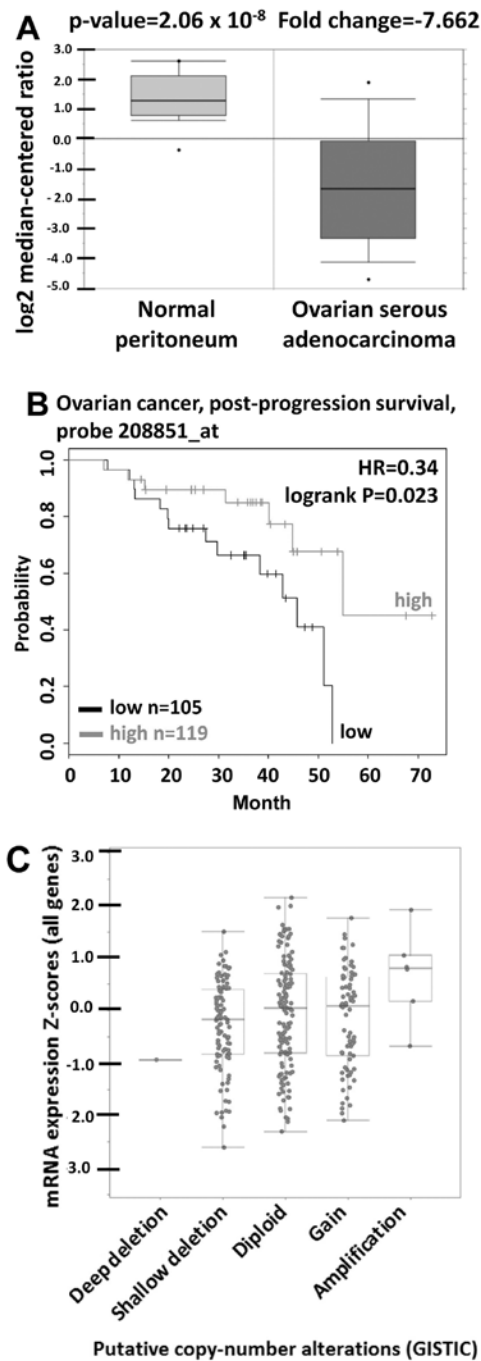 A
p-value=2.06 x 10-8 Fold change=-7.662
log2 median-centered ratio
3.0
2.0
1.0
0.0
-1.0
-2.0
-3.0
-4.0
-5.0
Normal
peritoneum
Ovarian serous
adenocarcinoma
B
Ovarian cancer, post-progression survival,
probe 208851_at
HR=0.34
logrank P=0.023
Probability
1.0
0.8
0.6
0.4
0.2
0.0
high
low n=105
high n=119
low
0 10 20 30 40 50 60 70
Month
C
mRNA expression Z-scores (all genes)
3.0
2.0
1.0
0.0
-1.0
2.0
3.0
Deep deletion
Shallow deletion
Diploid
Gain
Amplification
Putative copy-number alterations (GISTIC)